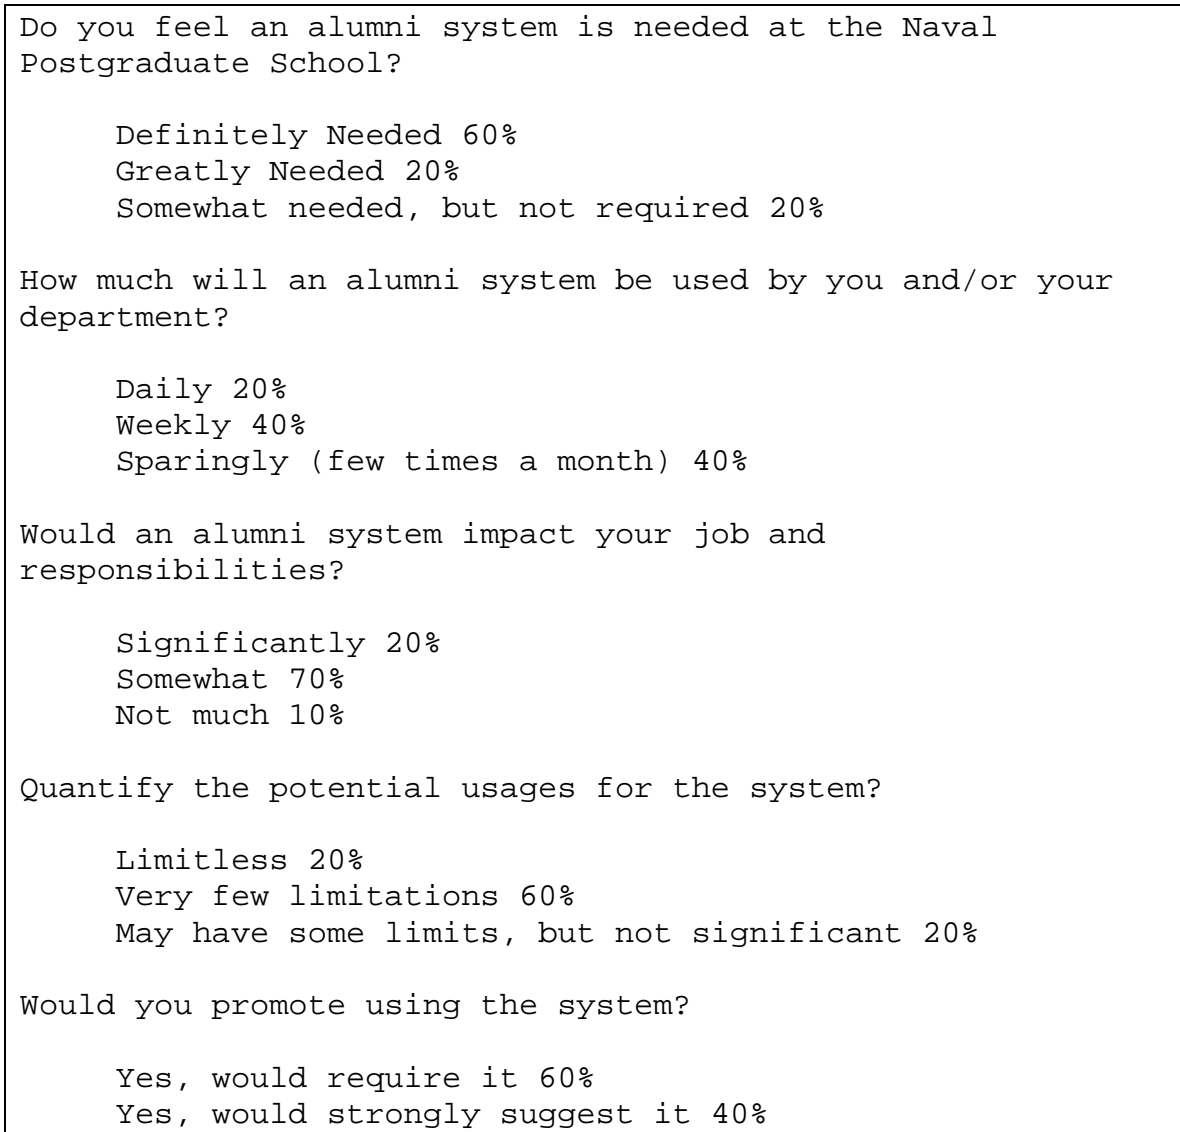 Do you feel an alumni system is needed at the Naval
Postgraduate School?
Definitely Needed 60%
Greatly Needed 20%
Somewhat needed, but not required 20%
How much will an alumni system be used by you and/or your
department?
Daily 20%
Weekly 40%
Sparingly (few times a month) 40%
Would an alumni system impact your job and
responsibilities?
Significantly 20%
Somewhat 70%
Not much 10%
Quantify the potential usages for the system?
Limitless 20%
Very few limitations 60%
May have some limits, but not significant 20%
Would you promote using the system?
Yes, would require it 60%
Yes, would strongly suggest it 40%